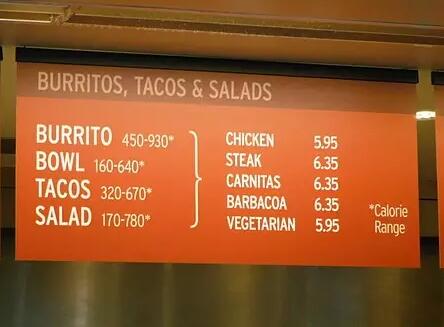 BURRITOS, TACOS & SALADS
BURRITO 450-930*
BOWL 160-640*
TACOS 320-670*
SALAD 170-780*
CHICKEN 5.95
STEAK 6.35
CARNITAS 6.35
BARBACOA 6.35
VEGETARIAN 5.95
*Calorie
Range